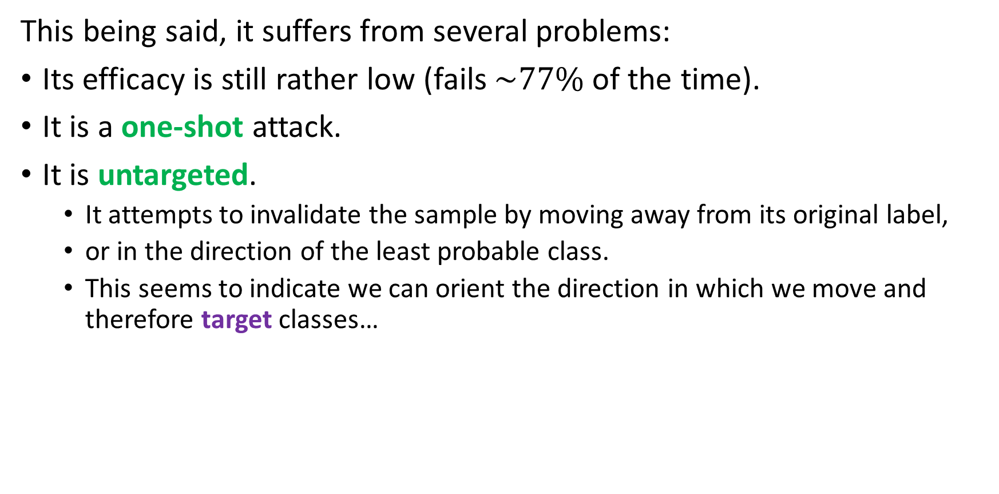 This being said, it suffers from several problems:
• Its efficacy is still rather low (fails ~77% of the time).
• It is a one-shot attack.
• It is untargeted.
• It attempts to invalidate the sample by moving away from its original label,
• or in the direction of the least probable class.
• This seems to indicate we can orient the direction in which we move and
therefore target classes…